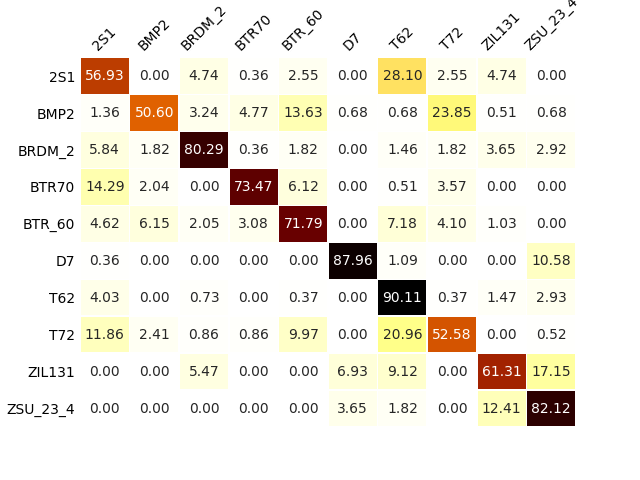 2S1 BMP2 BRDM_2 BTR70 BTR_60 D7 T62 T72 ZIL131 ZSU_23_4
2S1 56.93 0.00 4.74 0.36 2.55 0.00 28.10 2.55 4.74 0.00
BMP2 1.36 50.60 3.24 4.77 13.63 0.68 0.68 23.85 0.51 0.68
BRDM_2 5.84 1.82 80.29 0.36 1.82 0.00 1.46 1.82 3.65 2.92
BTR70 14.29 2.04 0.00 73.47 6.12 0.00 0.51 3.57 0.00 0.00
BTR_60 4.62 6.15 2.05 3.08 71.79 0.00 7.18 4.10 1.03 0.00
D7 0.36 0.00 0.00 0.00 0.00 87.96 1.09 0.00 0.00 10.58
T62 4.03 0.00 0.73 0.00 0.37 0.00 90.11 0.37 1.47 2.93
T72 11.86 2.41 0.86 0.86 9.97 0.00 20.96 52.58 0.00 0.52
ZIL131 0.00 0.00 5.47 0.00 0.00 6.93 9.12 0.00 61.31 17.15
ZSU_23_4 0.00 0.00 0.00 0.00 0.00 3.65 1.82 0.00 12.41 82.12